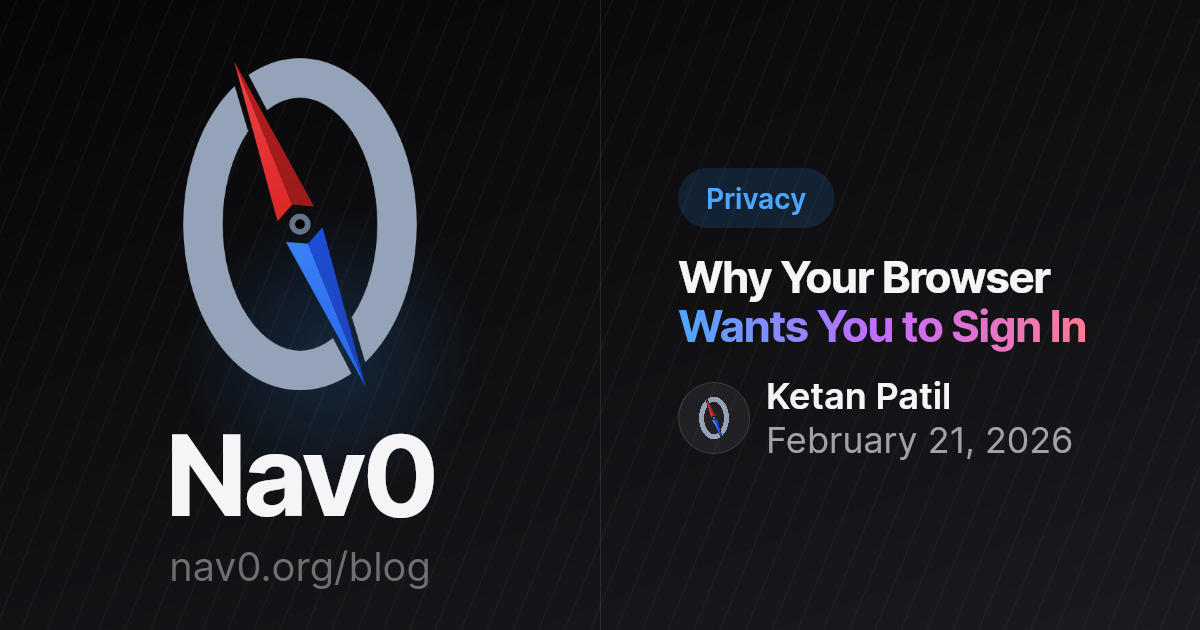 Nav0
nav0.org/blog
Privacy
Why Your Browser
Wants You to Sign In
Ketan Patil
February 21, 2026